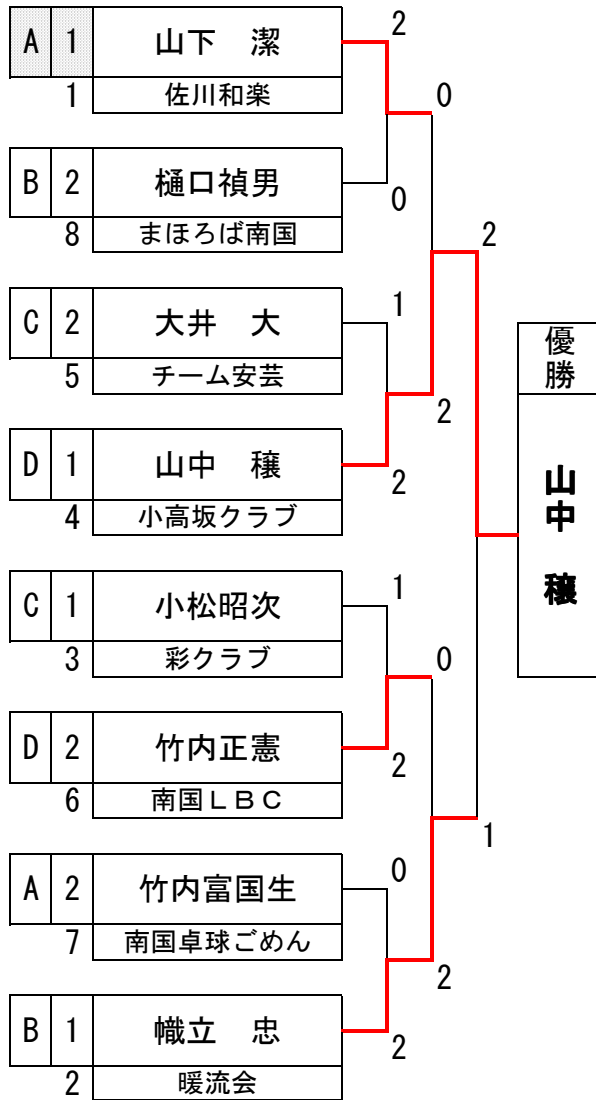 A 1 山下　潔 2
1 佐川和楽 0
B 2 樋口禎男 0
8 まほろば南国 2
C 2 大井　大 1
5 チーム安芸 2
D 1 山中　穣 2
4 小高坂クラブ
C 1 小松昭次 1
3 彩クラブ 0
D 2 竹内正憲 2
6 南国ＬＢＣ 1
A 2 竹内富国生 0
7 南国卓球ごめん 2
B 1 幟立　忠 2
2 暖流会
優勝
山中　穣